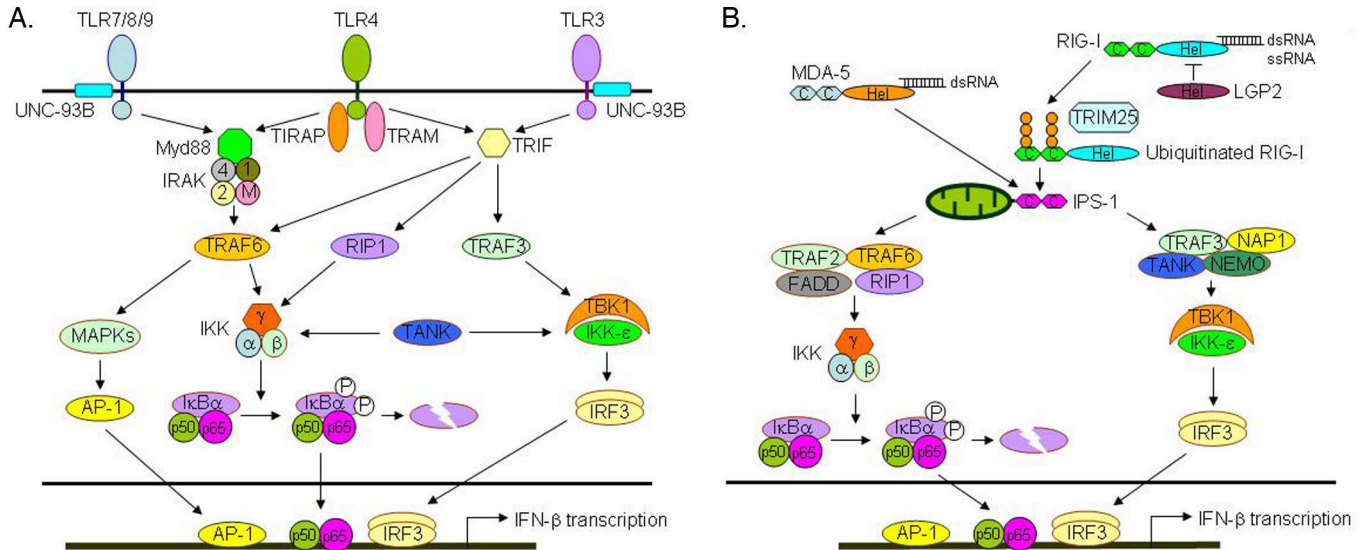 A.
TLR7/8/9
TLR4
TLR3
UNC-93B
UNC-93B
Myd88
TIRAP
TRAM
TRIF
IRAK
4
1
2
M
TRAF6
RIP1
TRAF3
MAPKs
IKK
γ
α
β
TANK
TBK1
IKK-ε
AP-1
IκBα
p50
p65
IκBα
P
P
p50
p65
IRF3
AP-1
p50
p65
IRF3
IFN-β transcription
B.
RIG-I
C
C
Hel
dsRNA
ssRNA
MDA-5
C
C
Hel
dsRNA
Hel
LGP2
TRIM25
C
C
Hel
Ubiquitinated RIG-I
C
C
IPS-1
TRAF2
TRAF6
FADD
RIP1
TRAF3
NAP1
TANK
NEMO
IKK
γ
α
β
TBK1
IKK-ε
IκBα
p50
p65
IκBα
P
P
p50
p65
IRF3
AP-1
p50
p65
IRF3
IFN-β transcription